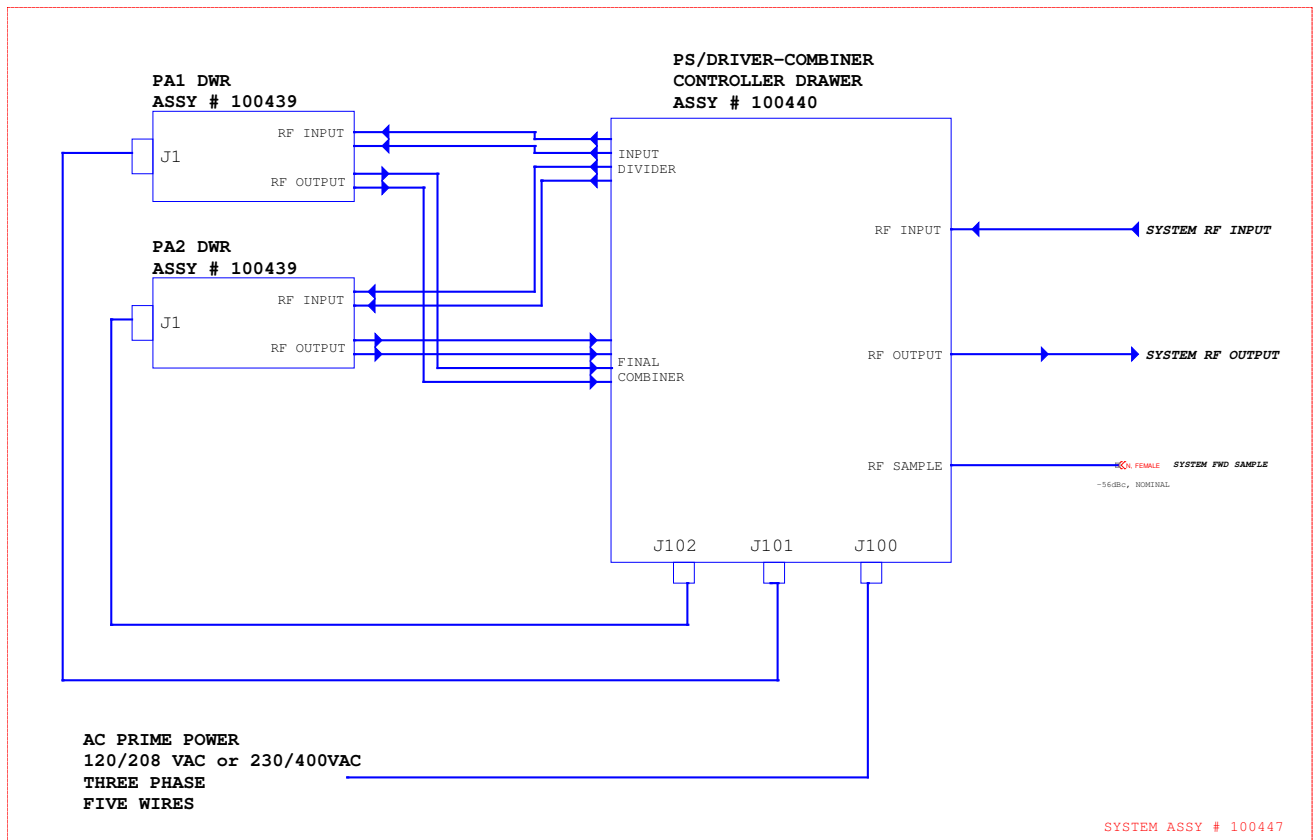 PS/DRIVER-COMBINER
CONTROLLER DRAWER
ASSY # 100440
PA1 DWR
ASSY # 100439
RF INPUT
J1
RF OUTPUT
INPUT
DIVIDER
PA2 DWR
ASSY # 100439
RF INPUT
J1
RF OUTPUT
FINAL
COMBINER
RF INPUT
SYSTEM RF INPUT
RF OUTPUT
SYSTEM RF OUTPUT
RF SAMPLE
N. FEMALE
SYSTEM FWD SAMPLE
-56dBc, NOMINAL
J102
J101
J100
AC PRIME POWER
120/208 VAC or 230/400VAC
THREE PHASE
FIVE WIRES
SYSTEM ASSY # 100447